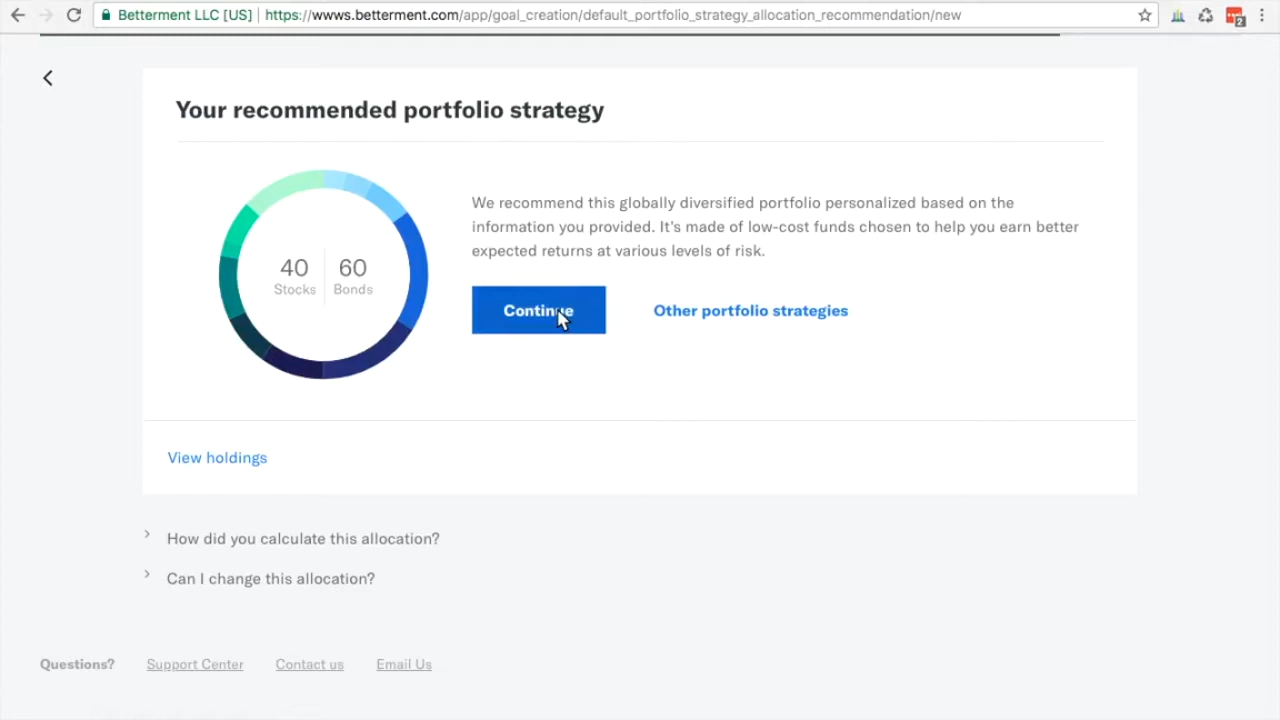 Betterment LLC [US]
https://wwws.betterment.com/app/goal_creation/default_portfolio_strategy_allocation_recommendation/new
2
Your recommended portfolio strategy
40 60
Stocks Bonds
We recommend this globally diversified portfolio personalized based on the
information you provided. It's made of low-cost funds chosen to help you earn better
expected returns at various levels of risk.
Continue Other portfolio strategies
View holdings
How did you calculate this allocation?
Can I change this allocation?
Questions? Support Center Contact us Email Us